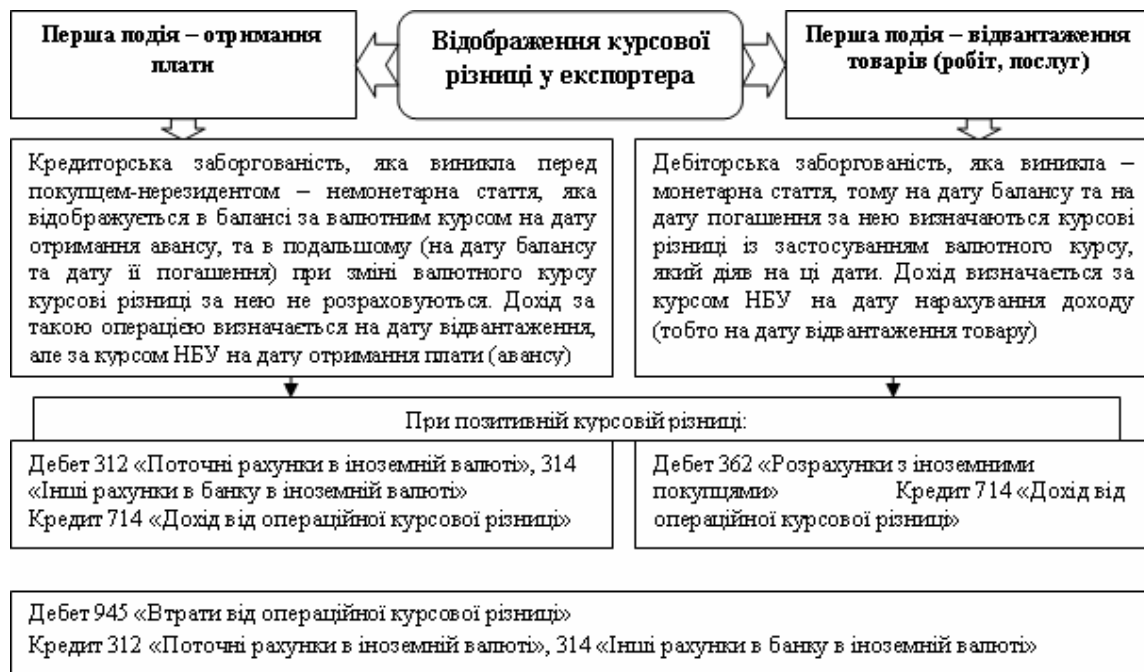 Перша подія – отримання
плати
Відображення курсової
різниці у експортера
Перша подія – відвантаження
товарів (робіт, послуг)
Кредиторська заборгованість, яка виникла перед
покупцем-нерезидентом – немонетарна стаття, яка
відображується в балансі за валютним курсом на дату
отримання авансу, та в подальшому (на дату балансу
та дату її погашення) при зміні валютного курсу
курсові різниці за нею не розраховуються. Дохід за
такою операцією визначається на дату відвантаження,
але за курсом НБУ на дату отримання плати (авансу)
Дебіторська заборгованість, яка виникла –
монетарна стаття, тому на дату балансу та на
дату погашення за нею визначаються курсові
різниці із застосуванням валютного курсу,
який діяв на ці дати. Дохід визначається за
курсом НБУ на дату нарахування доходу
(тобто на дату відвантаження товару)
При позитивній курсовій різниці:
Дебет 312 «Поточні рахунки в іноземній валюті», 314
«Інші рахунки в банку в іноземній валюті»
Кредит 714 «Дохід від операційної курсової різниці»
Дебет 362 «Розрахунки з іноземними
покупцями» Кредит 714 «Дохід від
операційної курсової різниці»
Дебет 945 «Втрати від операційної курсової різниці»
Кредит 312 «Поточні рахунки в іноземній валюті», 314 «Інші рахунки в банку в іноземній валюті»